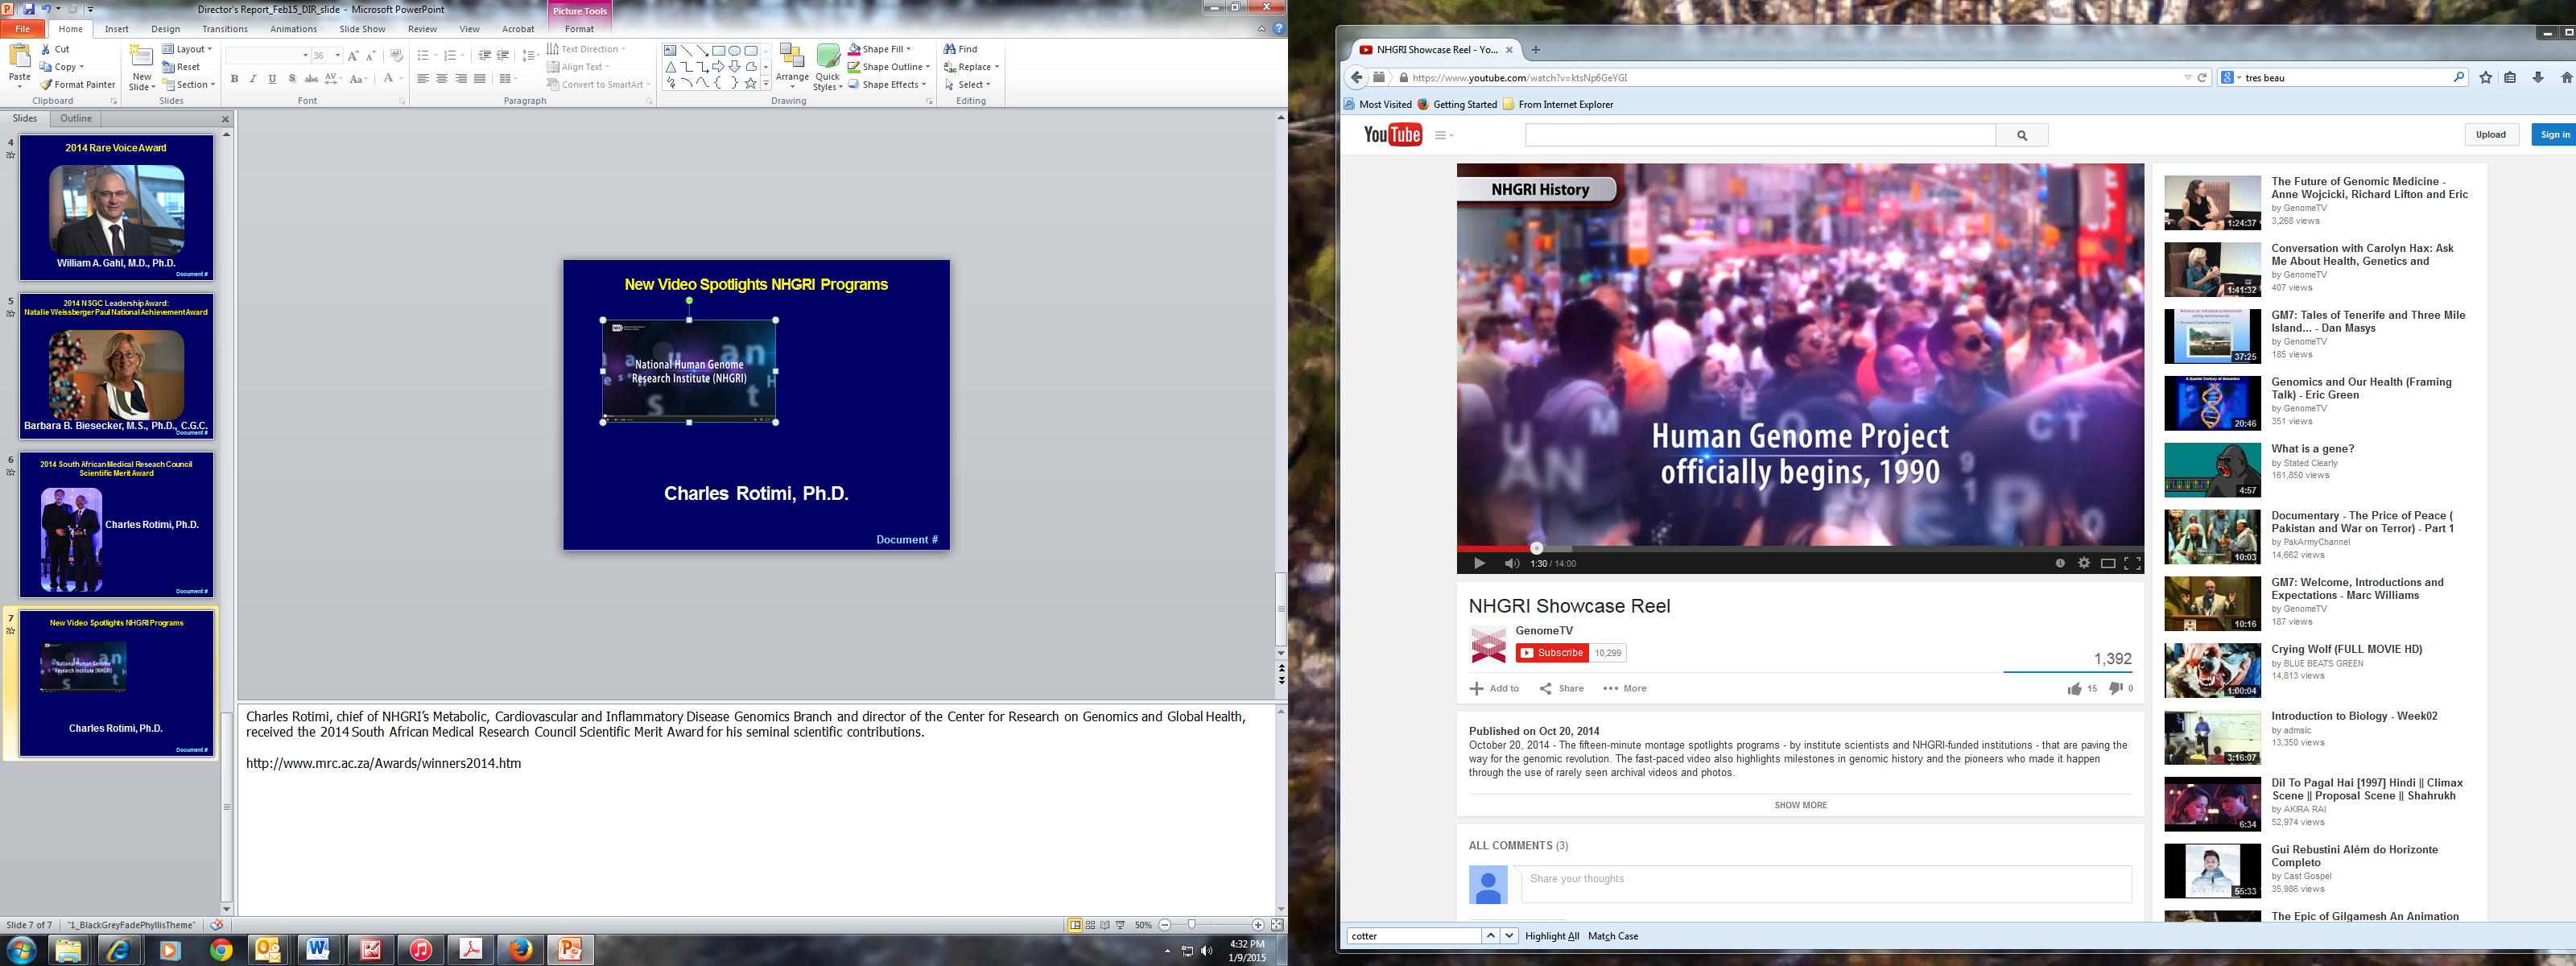 Director's Report_Feb15_DIR_slide - Microsoft PowerPoint
Picture Tools
File Home Insert Design Transitions Animations Slide Show Review View Acrobat Format
Paste
Cut
Copy
Format Painter
Clipboard
New Slide
Layout
Reset
Section
Slides
36
Font
Paragraph
Text Direction
Align Text
Convert to SmartArt
Arrange
Quick Styles
Shape Fill
Shape Outline
Shape Effects
Drawing
Find
Replace
Select
Editing
Slides Outline
4
2014 Rare Voice Award
William A. Gahl, M.D., Ph.D.
Document #
5
2014 NSGC Leadership Award:
Natalie Weissberger Paul National Achievement Award
Barbara B. Biesecker, M.S., Ph.D., C.G.C.
Document #
6
2014 South African Medical Reseach Council
Scientific Merit Award
Charles Rotimi, Ph.D.
Document #
7
New Video Spotlights NHGRI Programs
National Human Genome
Research Institute (NHGRI)
Charles Rotimi, Ph.D.
Document #
New Video Spotlights NHGRI Programs
National Human Genome
Research Institute (NHGRI)
Charles Rotimi, Ph.D.
Document #
Charles Rotimi, chief of NHGRI's Metabolic, Cardiovascular and Inflammatory Disease Genomics Branch and director of the Center for Research on Genomics and Global Health,
received the 2014 South African Medical Research Council Scientific Merit Award for his seminal scientific contributions.
http://www.mrc.ac.za/Awards/winners2014.htm
Slide 7 of 7 "1_BlackGreyFadePhyllisTheme" 50%
4:32 PM
1/9/2015
NHGRI Showcase Reel - Yo...
https://www.youtube.com/watch?v=ktsNp6GeYGI
tres beau
Most Visited Getting Started From Internet Explorer
YouTube
Upload Sign in
NHGRI History
Human Genome Project
officially begins, 1990
1:30 / 14:00
NHGRI Showcase Reel
GenomeTV
Subscribe 10,299
1,392
Add to Share More 15 0
Published on Oct 20, 2014
October 20, 2014 - The fifteen-minute montage spotlights programs - by institute scientists and NHGRI-funded institutions - that are paving the
way for the genomic revolution. The fast-paced video also highlights milestones in genomic history and the pioneers who made it happen
through the use of rarely seen archival videos and photos.
SHOW MORE
ALL COMMENTS (3)
Share your thoughts
The Future of Genomic Medicine -
Anne Wojcicki, Richard Lifton and Eric
by GenomeTV
3,268 views
1:24:37
Conversation with Carolyn Hax: Ask
Me About Health, Genetics and
by GenomeTV
407 views
1:41:32
GM7: Tales of Tenerife and Three Mile
Island... - Dan Masys
by GenomeTV
185 views
37:25
Genomics and Our Health (Framing
Talk) - Eric Green
by GenomeTV
351 views
20:46
What is a gene?
by Stated Clearly
161,850 views
4:57
Documentary - The Price of Peace (
Pakistan and War on Terror) - Part 1
by PakArmyChannel
14,662 views
10:03
GM7: Welcome, Introductions and
Expectations - Marc Williams
by GenomeTV
187 views
10:16
Crying Wolf (FULL MOVIE HD)
by BLUE BEATS GREEN
14,813 views
1:00:04
Introduction to Biology - Week02
by admslc
13,350 views
3:16:07
Dil To Pagal Hai [1997] Hindi || Climax
Scene || Proposal Scene || Shahrukh
by AKIRA RAI
52,974 views
6:34
Gui Rebustini Além do Horizonte
Completo
by Cast Gospel
35,986 views
55:33
The Epic of Gilgamesh An Animation
cotter Highlight All Match Case